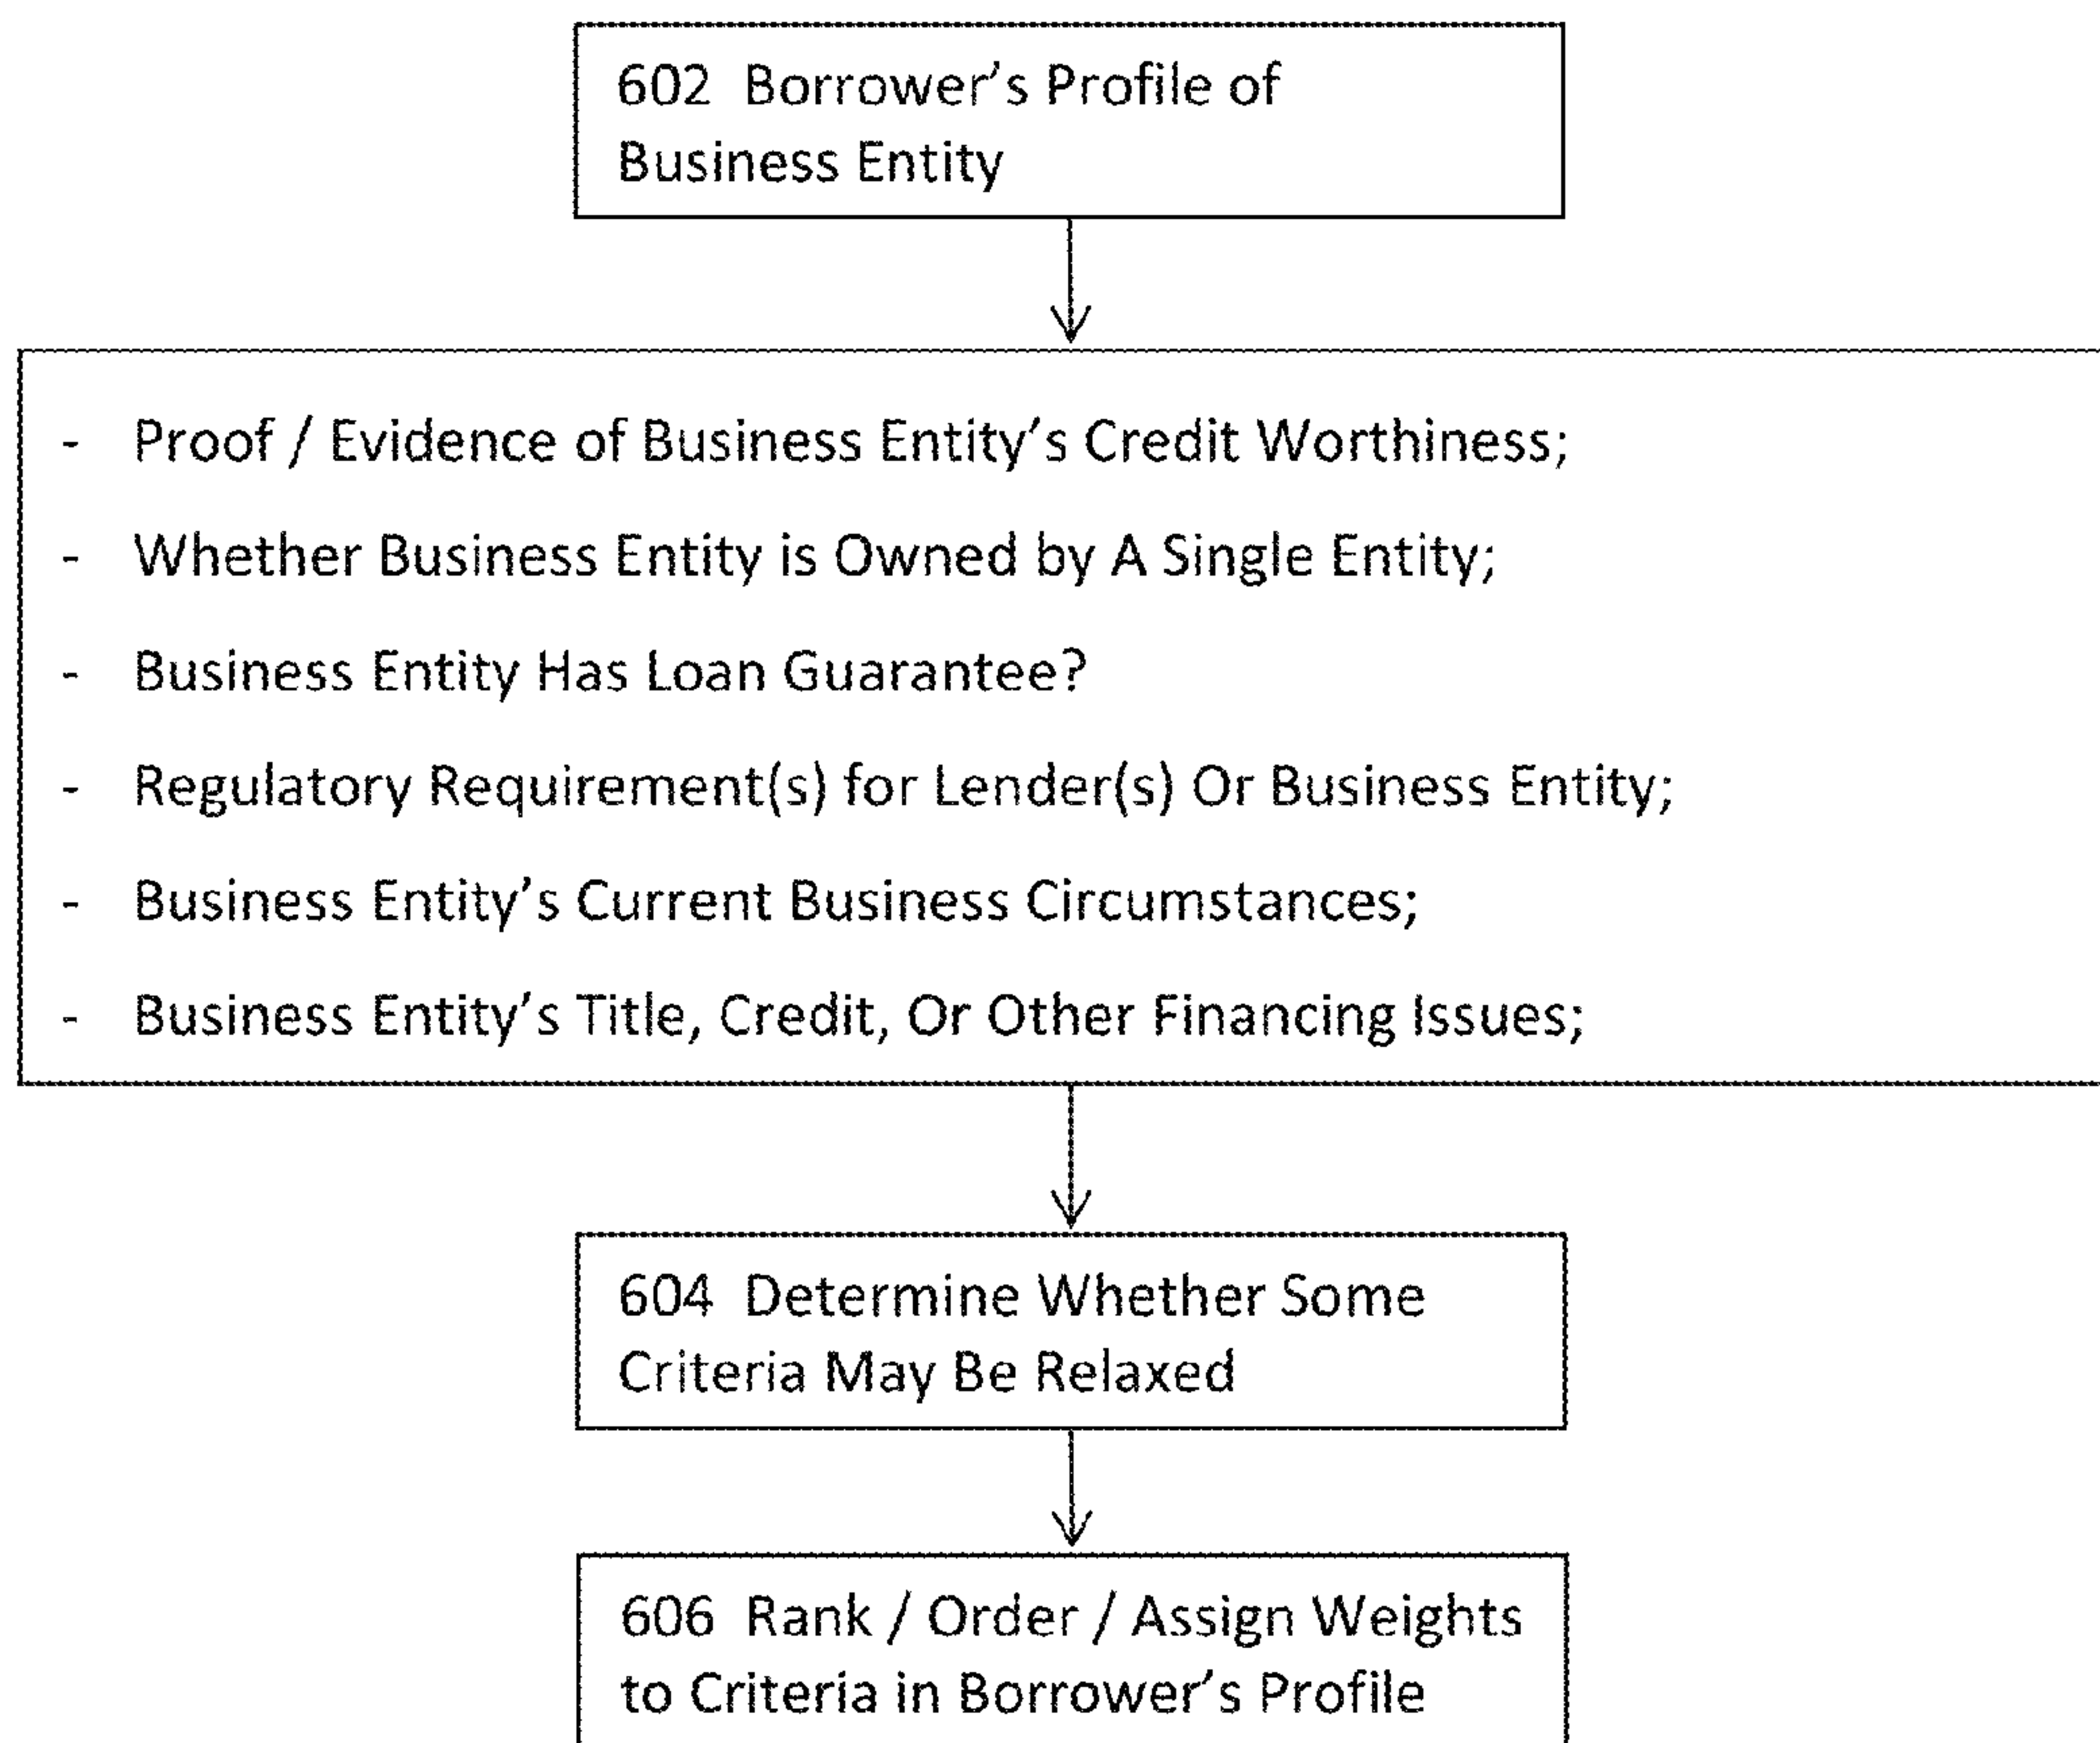 602 Borrower's Profile of
Business Entity
- Proof / Evidence of Business Entity's Credit Worthiness;
- Whether Business Entity is Owned by A Single Entity;
- Business Entity Has Loan Guarantee?
- Regulatory Requirement(s) for Lender(s) Or Business Entity;
- Business Entity's Current Business Circumstances;
- Business Entity's Title, Credit, Or Other Financing Issues;
604 Determine Whether Some
Criteria May Be Relaxed
606 Rank / Order / Assign Weights
to Criteria in Borrower's Profile